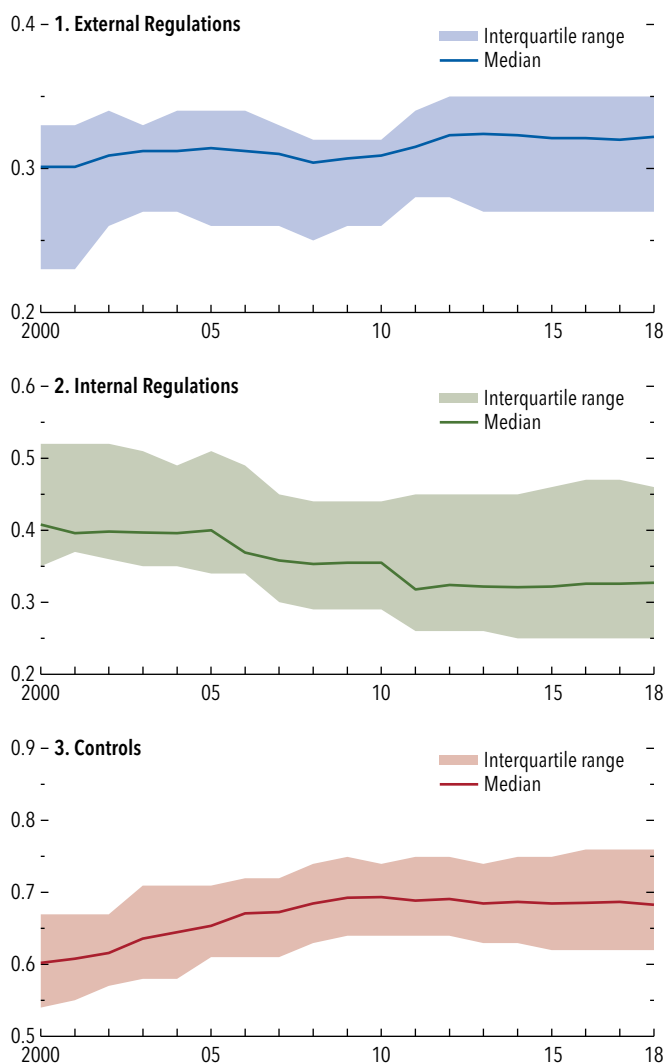 1. External Regulations
Interquartile range
Median
0.4
0.3
0.2
2000 05 10 15 18
2. Internal Regulations
Interquartile range
Median
0.6
0.5
0.4
0.3
0.2
2000 05 10 15 18
3. Controls
Interquartile range
Median
0.9
0.8
0.7
0.6
0.5
2000 05 10 15 18